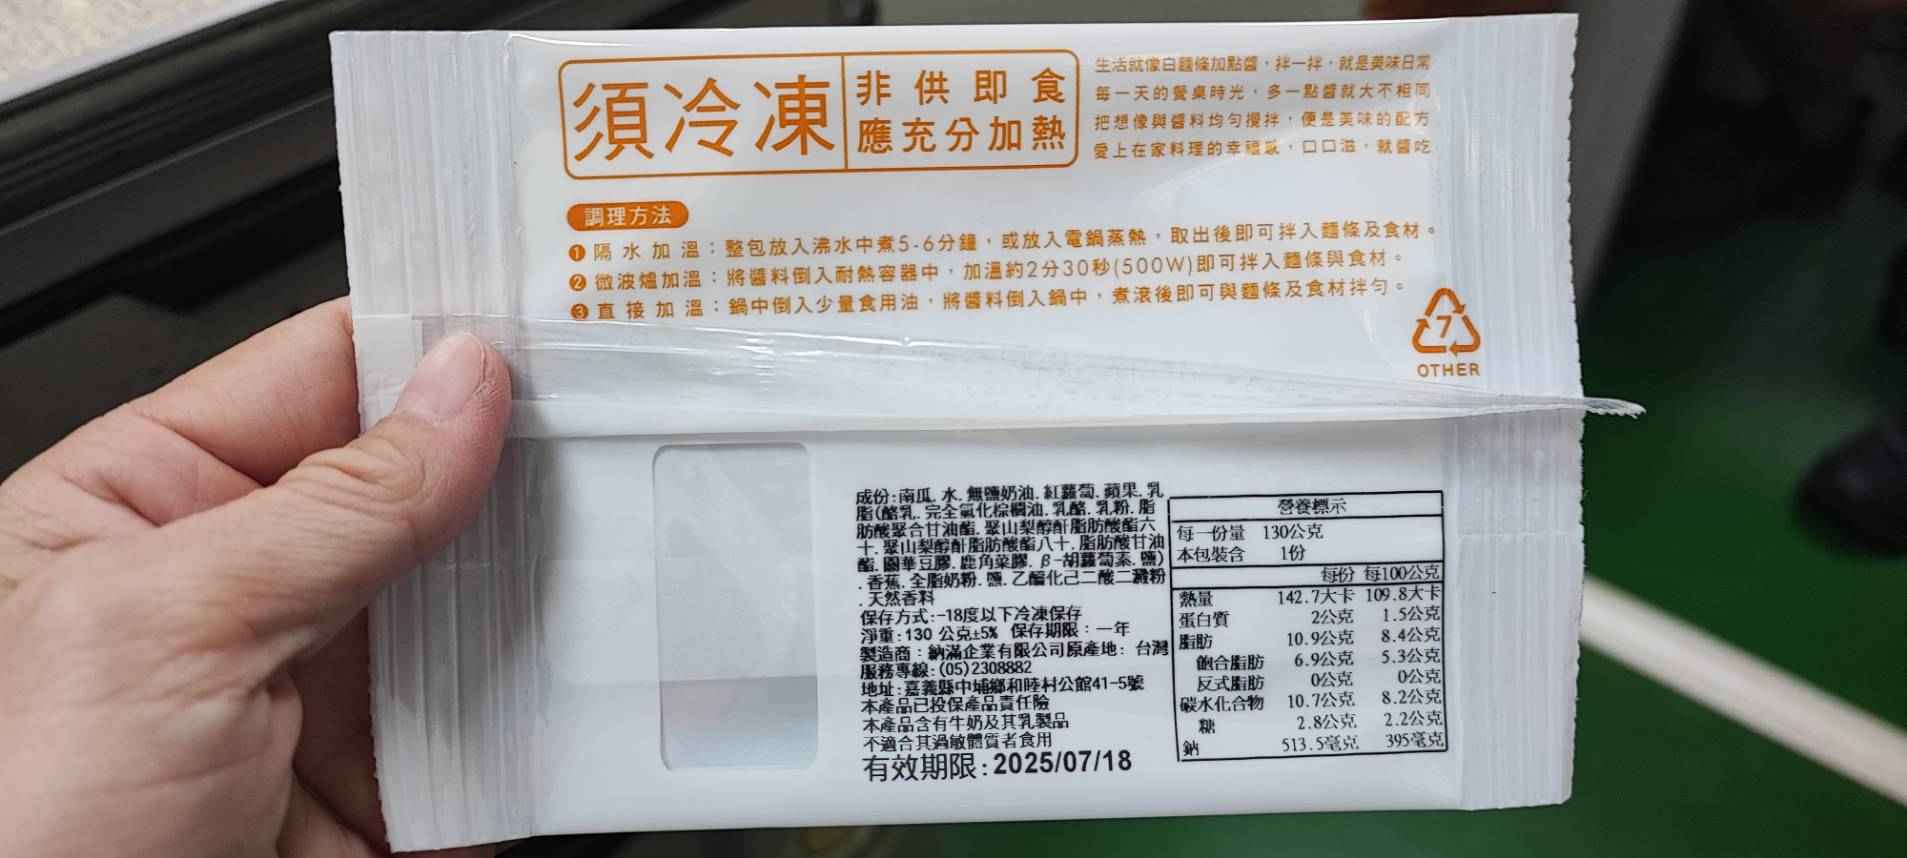 須冷凍
非供即食
應充分加熱
生活就像白麵條加點醬，拌一拌，就是美味日常
每一天的餐桌時光，多一點醬就大不相同
把想像與醬料均勻攪拌，便是美味的配方
愛上在家料理的幸福感，口口滋，就醬吃
調理方法
❶隔水加溫：整包放入沸水中煮5-6分鐘，或放入電鍋蒸熱，取出後即可拌入麵條及食材。
❷微波爐加溫：將醬料倒入耐熱容器中，加溫約2分30秒(500W)即可拌入麵條與食材。
❸直接加溫：鍋中倒入少量食用油，將醬料倒入鍋中，煮滾後即可與麵條及食材拌勻。
7
OTHER
成份:南瓜.水.無鹽奶油.紅蘿蔔.蘋果.乳
脂(酪乳.完全氫化棕櫚油.乳酪.乳粉.脂
肪酸聚合甘油酯.聚山梨醇酐脂肪酸酯六
十.聚山梨醇酐脂肪酸酯八十.脂肪酸甘油
酯.關華豆膠.鹿角菜膠.β-胡蘿蔔素.鹽)
.香蕉.全脂奶粉.鹽.乙醯化己二酸二澱粉
.天然香料
保存方式:-18度以下冷凍保存
淨重:130 公克±5% 保存期限：一年
製造商：納滿企業有限公司原產地：台灣
服務專線:(05)2308882
地址:嘉義縣中埔鄉和睦村公館41-5號
本產品已投保產品責任險
本產品含有牛奶及其乳製品
不適合其過敏體質者食用
有效期限:2025/07/18
營養標示
每一份量 130公克
本包裝含 1份
每份 每100公克
熱量 142.7大卡 109.8大卡
蛋白質 2公克 1.5公克
脂肪 10.9公克 8.4公克
飽合脂肪 6.9公克 5.3公克
反式脂肪 0公克 0公克
碳水化合物 10.7公克 8.2公克
糖 2.8公克 2.2公克
鈉 513.5毫克 395毫克